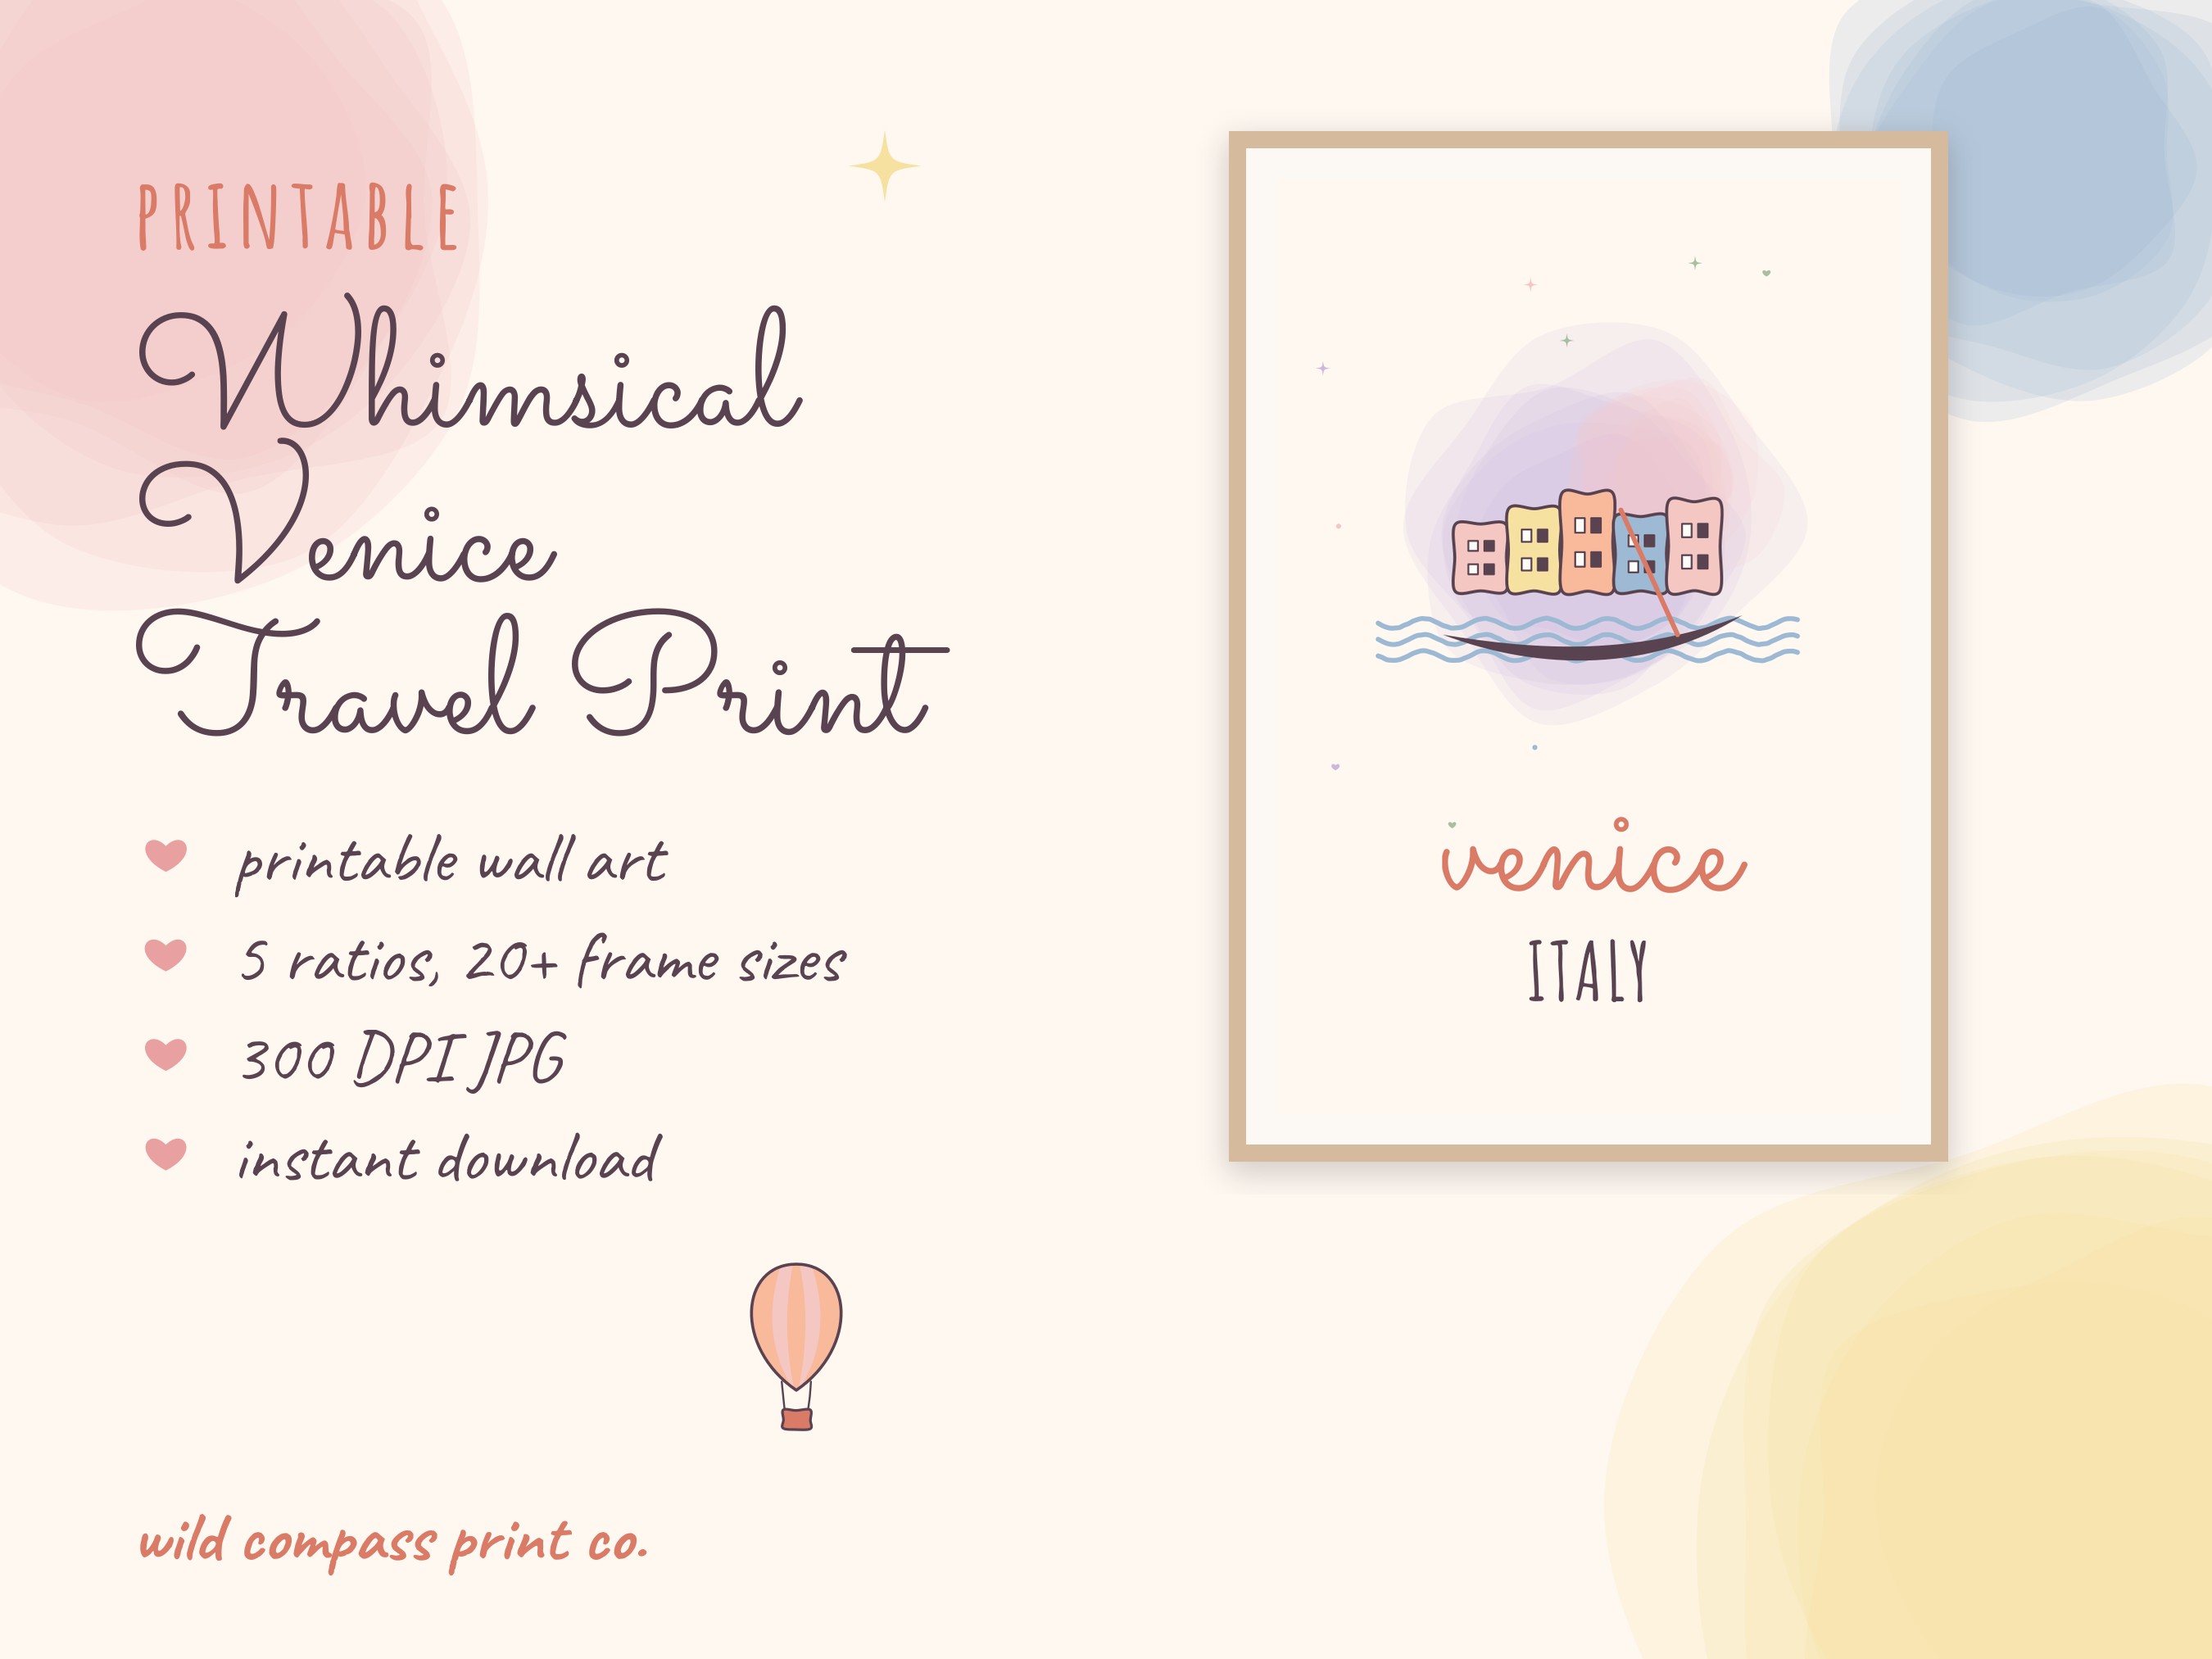 PRINTABLE
Whimsical
Venice
Travel Print
printable wall art
5 ratios, 20+ frame sizes
300 DPI JPG
instant download
wild compass print co.
venice
ITALY